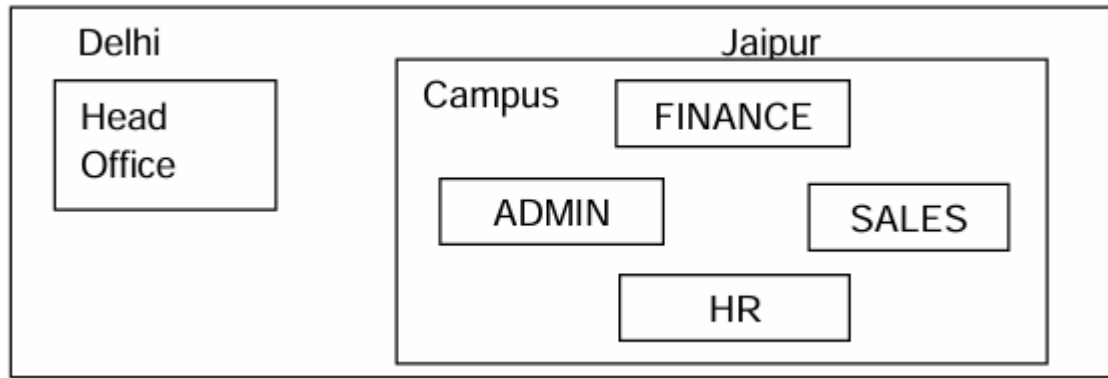 Delhi
Jaipur
Head
Office
Campus
FINANCE
ADMIN
SALES
HR